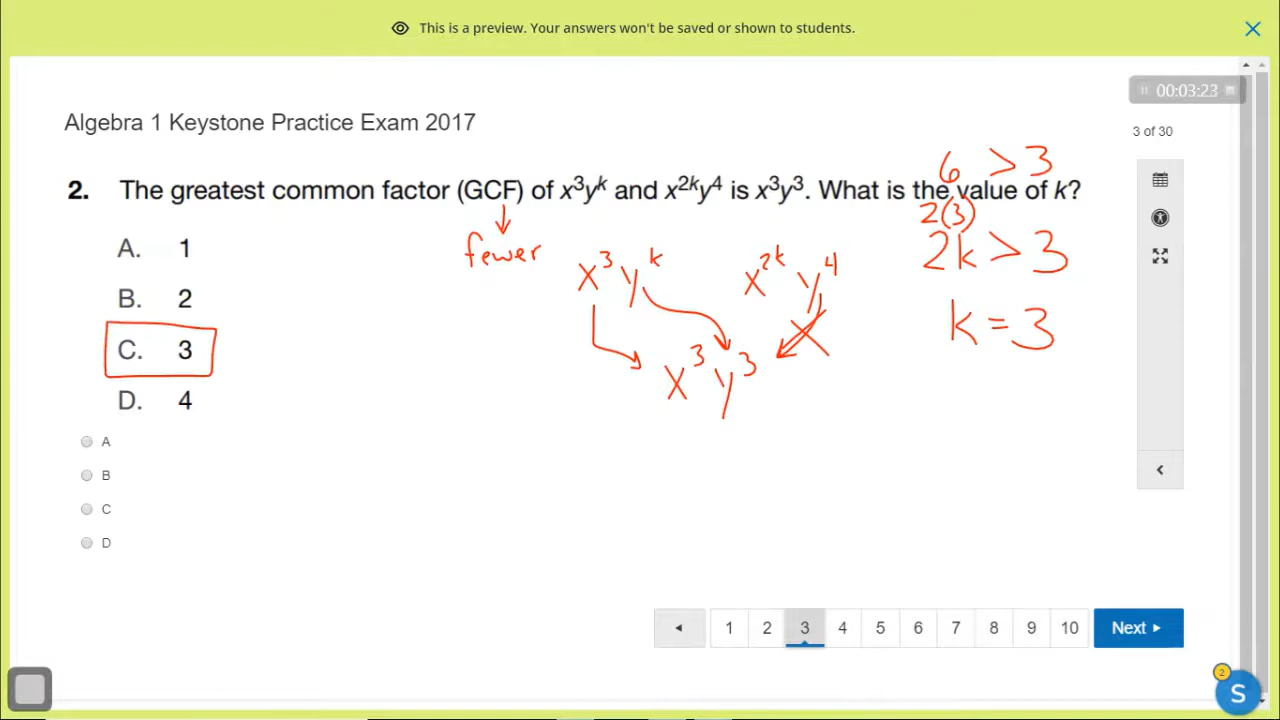 This is a preview. Your answers won't be saved or shown to students.
00:03:23
Algebra 1 Keystone Practice Exam 2017
3 of 30
6 > 3
2. The greatest common factor (GCF) of x³yᵏ and x²ᵏy⁴ is x³y³. What is the value of k?
2(3)
2k > 3
fewer
x³yᵏ x²ᵏy⁴
k = 3
x³y³
A. 1
B. 2
C. 3
D. 4
A
B
C
D
1 2 3 4 5 6 7 8 9 10 Next
2
S